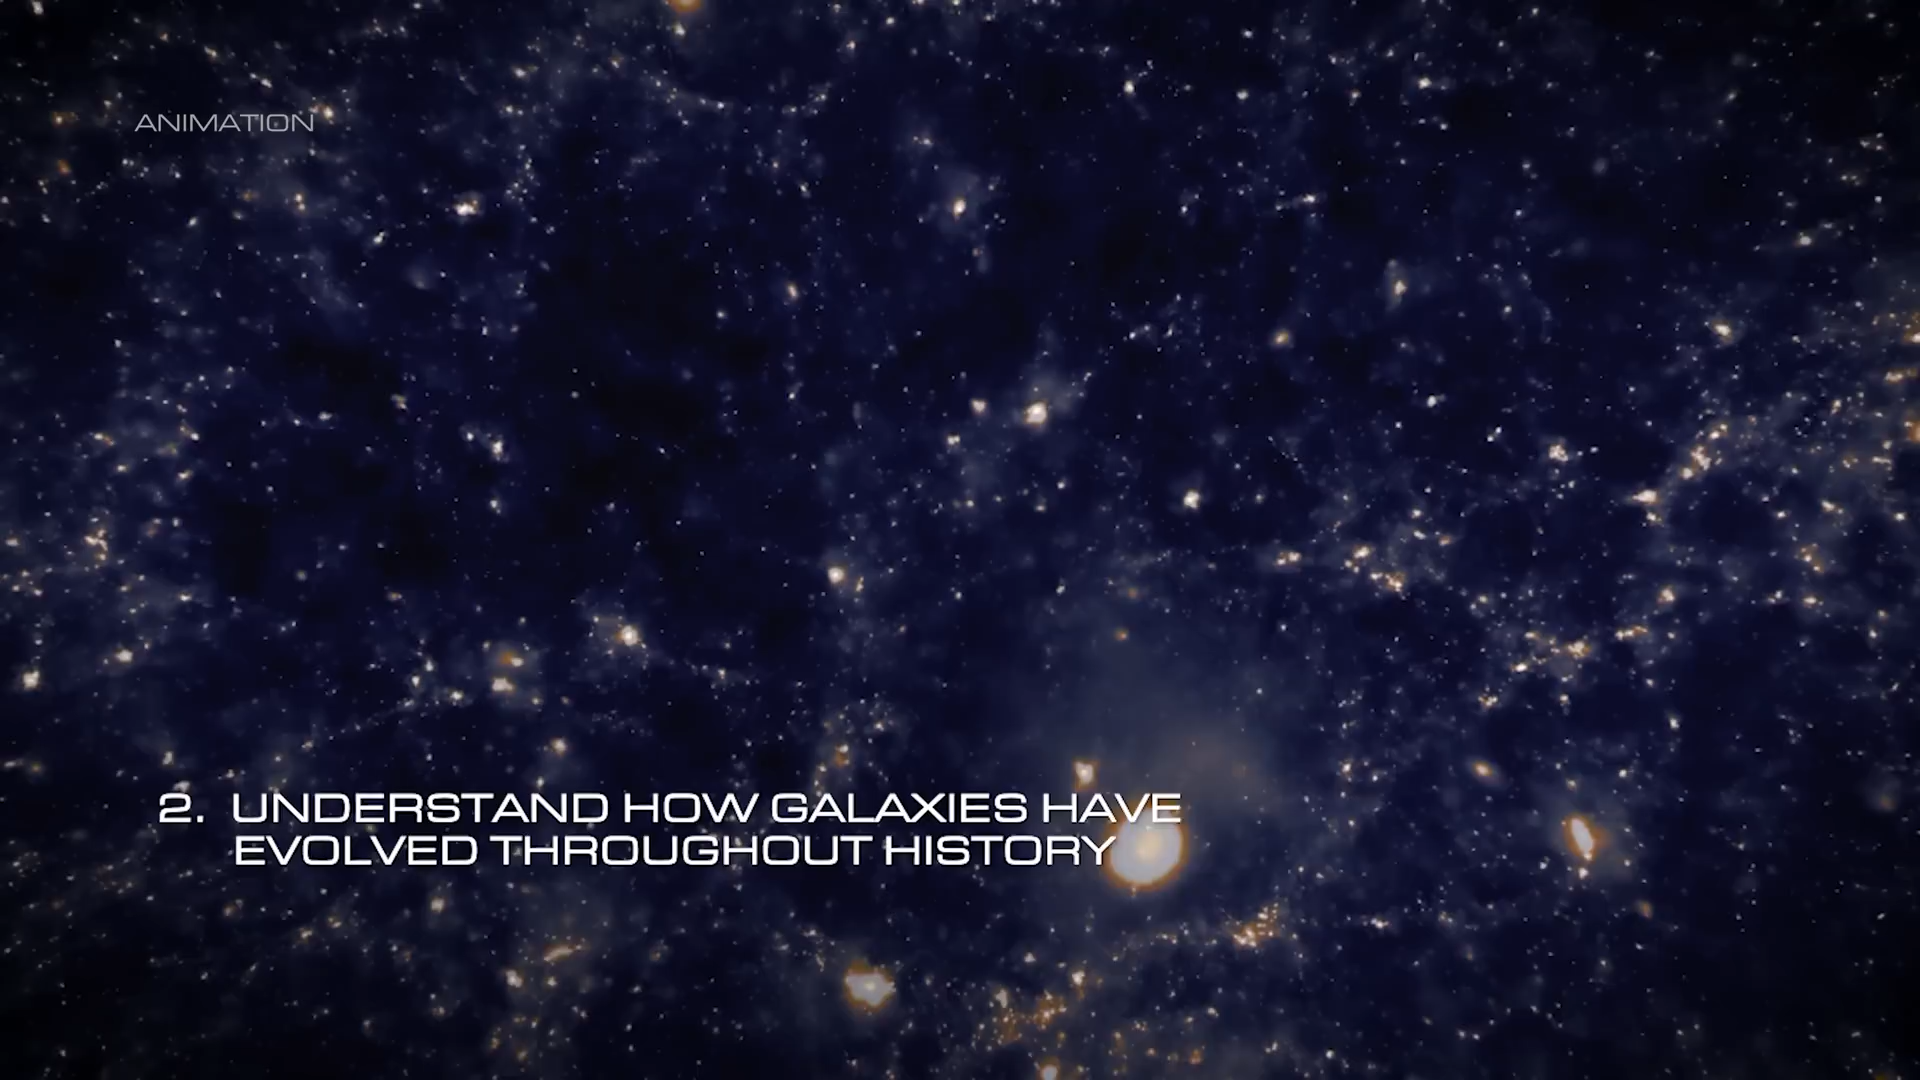 ANIMATION
2. UNDERSTAND HOW GALAXIES HAVE
EVOLVED THROUGHOUT HISTORY